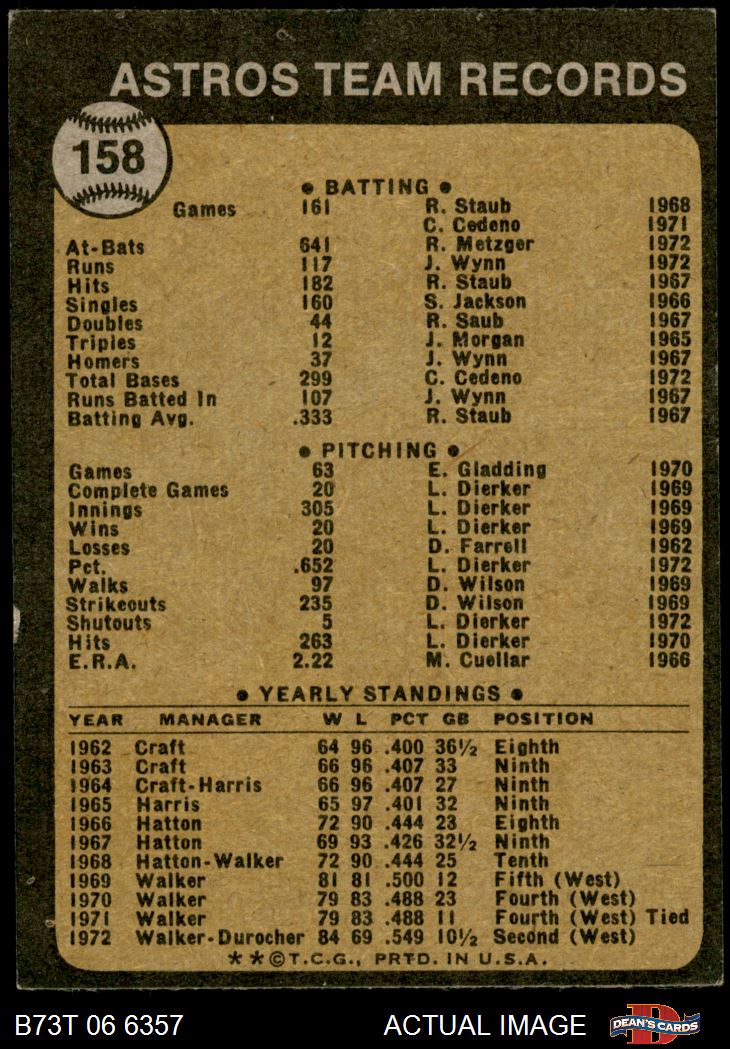 ASTROS TEAM RECORDS
158
• BATTING •
Games 161 R. Staub 1968
C. Cedeno 1971
At-Bats 641 R. Metzger 1972
Runs 117 J. Wynn 1972
Hits 182 R. Staub 1967
Singles 160 S. Jackson 1966
Doubles 44 R. Saub 1967
Triples 12 J. Morgan 1965
Homers 37 J. Wynn 1967
Total Bases 299 C. Cedeno 1972
Runs Batted In 107 J. Wynn 1967
Batting Avg. .333 R. Staub 1967
• PITCHING •
Games 63 E. Gladding 1970
Complete Games 20 L. Dierker 1969
Innings 305 L. Dierker 1969
Wins 20 L. Dierker 1969
Losses 20 D. Farrell 1962
Pct. .652 L. Dierker 1972
Walks 97 D. Wilson 1969
Strikeouts 235 D. Wilson 1969
Shutouts 5 L. Dierker 1972
Hits 263 L. Dierker 1970
E.R.A. 2.22 M. Cuellar 1966
• YEARLY STANDINGS •
YEAR MANAGER W L PCT GB POSITION
1962 Craft 64 96 .400 36½ Eighth
1963 Craft 66 96 .407 33 Ninth
1964 Craft-Harris 66 96 .407 27 Ninth
1965 Harris 65 97 .401 32 Ninth
1966 Hatton 72 90 .444 23 Eighth
1967 Hatton 69 93 .426 32½ Ninth
1968 Hatton-Walker 72 90 .444 25 Tenth
1969 Walker 81 81 .500 12 Fifth (West)
1970 Walker 79 83 .488 23 Fourth (West)
1971 Walker 79 83 .488 11 Fourth (West) Tied
1972 Walker-Durocher 84 69 .549 10½ Second (West)
**©T.C.G., PRTD. IN U.S.A.
B73T 06 6357 ACTUAL IMAGE D DEAN'S CARDS